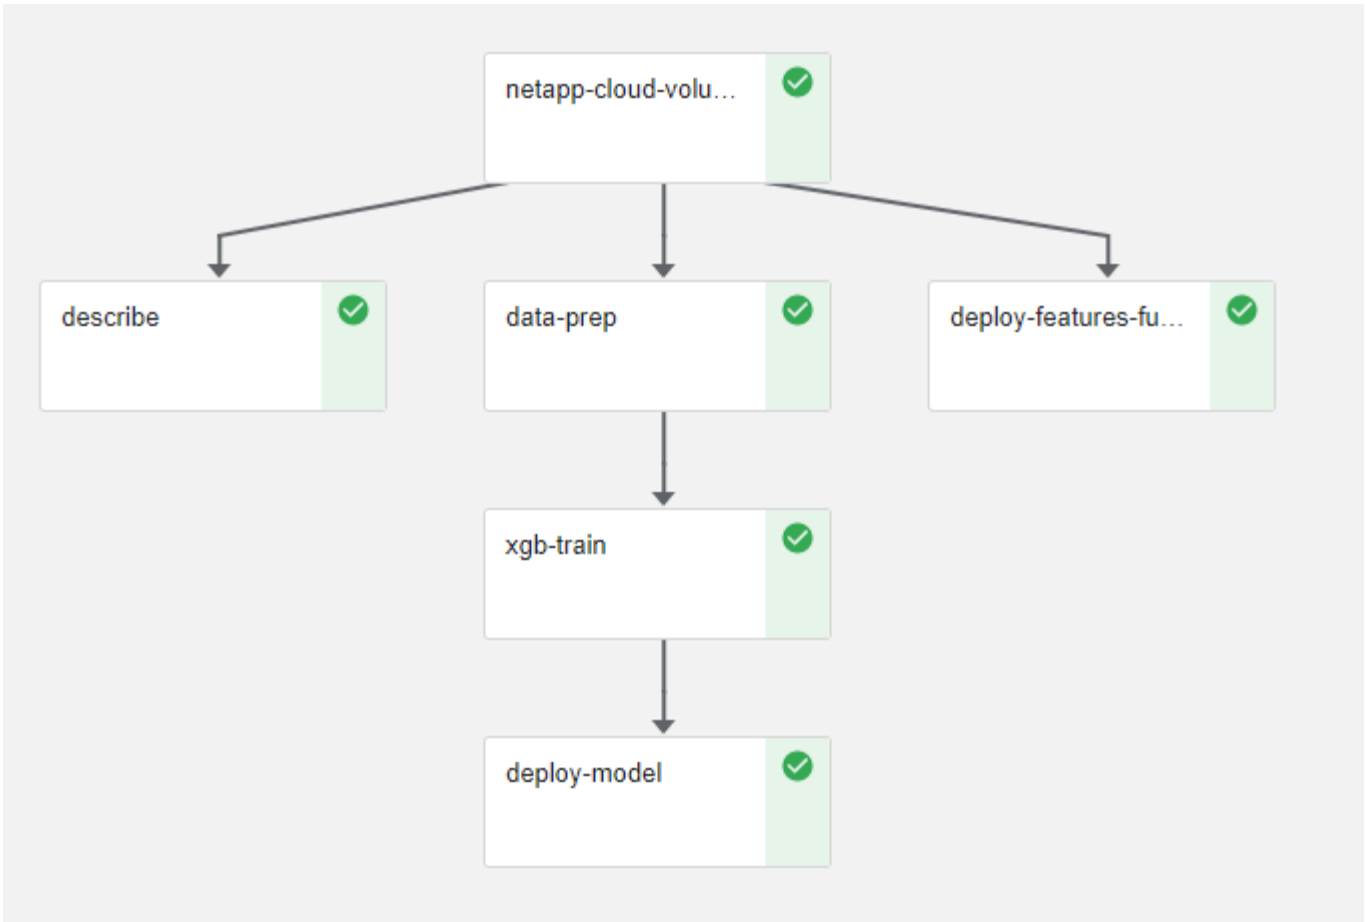 netapp-cloud-volu...
describe
data-prep
deploy-features-fu...
xgb-train
deploy-model